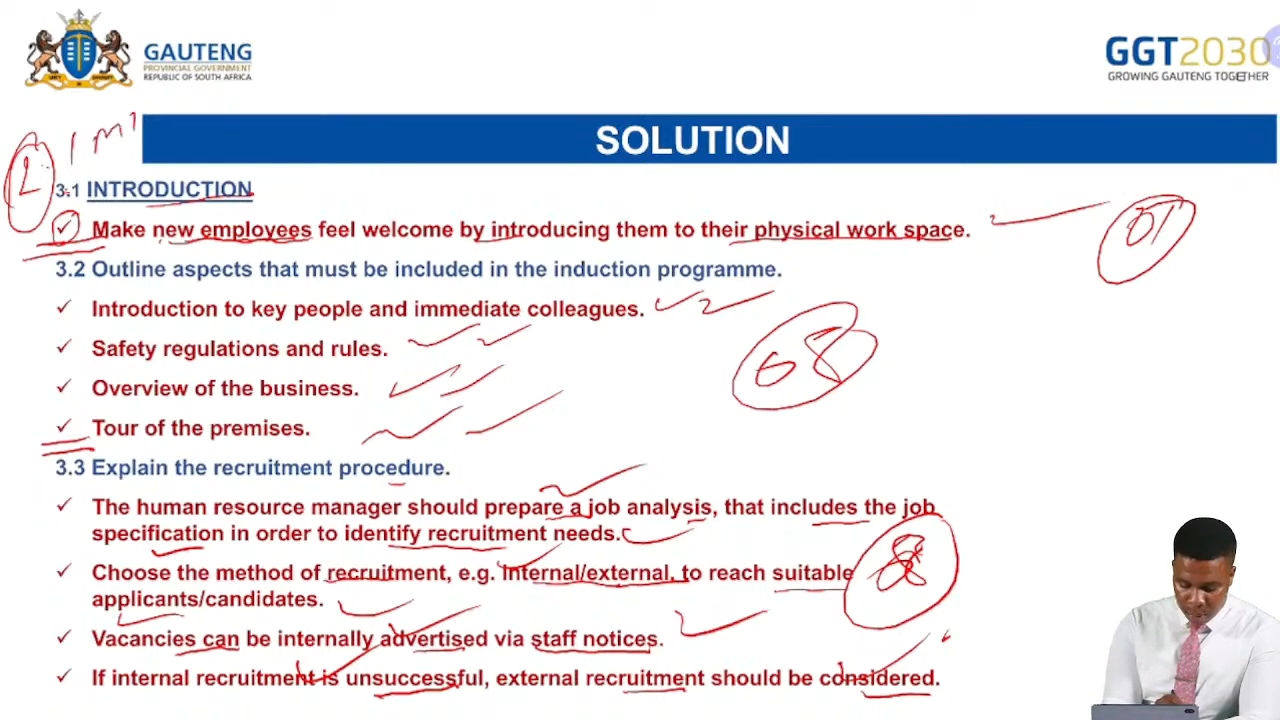 GAUTENG
PROVINCIAL GOVERNMENT
REPUBLIC OF SOUTH AFRICA
GGT2030
GROWING GAUTENG TOGETHER
SOLUTION
1 m
2
3.1 INTRODUCTION
✓ Make new employees feel welcome by introducing them to their physical work space.
01
3.2 Outline aspects that must be included in the induction programme.
✓ Introduction to key people and immediate colleagues.
✓ Safety regulations and rules.
08
✓ Overview of the business.
✓ Tour of the premises.
3.3 Explain the recruitment procedure.
✓ The human resource manager should prepare a job analysis, that includes the job
specification in order to identify recruitment needs.
8
✓ Choose the method of recruitment, e.g. internal/external, to reach suitable
applicants/candidates.
✓ Vacancies can be internally advertised via staff notices.
✓ If internal recruitment is unsuccessful, external recruitment should be considered.